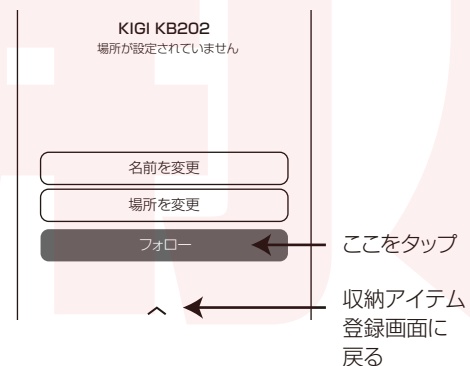 KIGI KB202
場所が設定されていません
名前を変更
場所を変更
フォロー
ここをタップ
収納アイテム
登録画面に
戻る